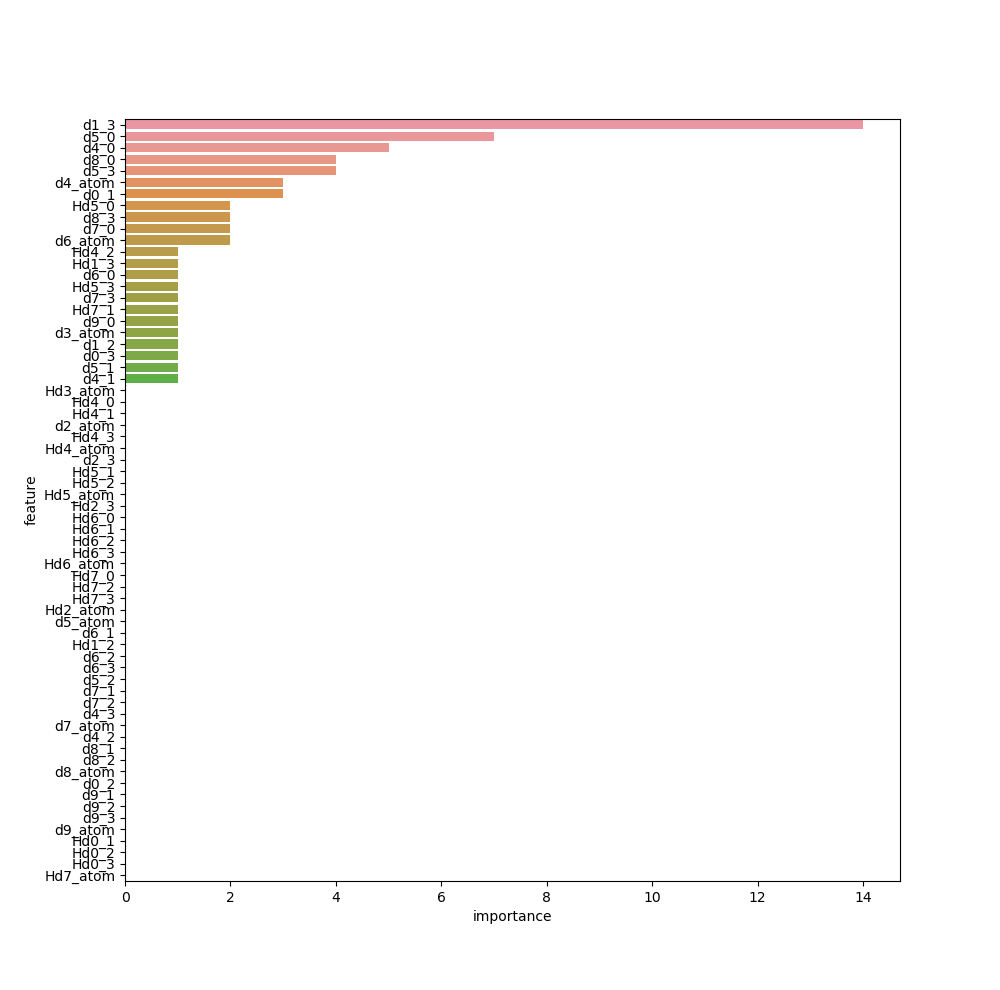 d1_3
d5_0
d4_0
d8_0
d5_3
d4_atom
d0_1
Hd5_0
d8_3
d7_0
d6_atom
Hd4_2
Hd1_3
d6_0
Hd5_3
d7_3
Hd7_1
d9_0
d3_atom
d1_2
d0_3
d5_1
d4_1
Hd3_atom
Hd4_0
Hd4_1
d2_atom
Hd4_3
Hd4_atom
d2_3
Hd5_1
Hd5_2
Hd5_atom
Hd2_3
Hd6_0
Hd6_1
Hd6_2
Hd6_3
Hd6_atom
Hd7_0
Hd7_2
Hd7_3
Hd2_atom
d5_atom
d6_1
Hd1_2
d6_2
d6_3
d5_2
d7_1
d7_2
d4_3
d7_atom
d4_2
d8_1
d8_2
d8_atom
d0_2
d9_1
d9_2
d9_3
d9_atom
Hd0_1
Hd0_2
Hd0_3
Hd7_atom
feature
0 2 4 6 8 10 12 14
importance